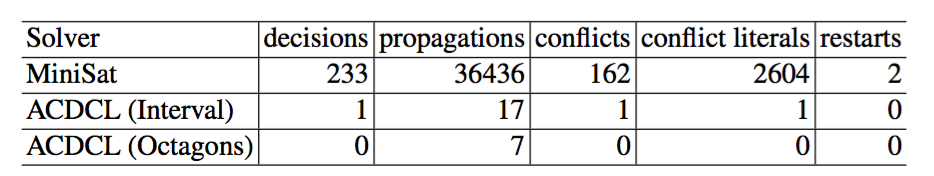 Solver decisions propagations conflicts conflict literals restarts
MiniSat 233 36436 162 2604 2
ACDCL (Interval) 1 17 1 1 0
ACDCL (Octagons) 0 7 0 0 0